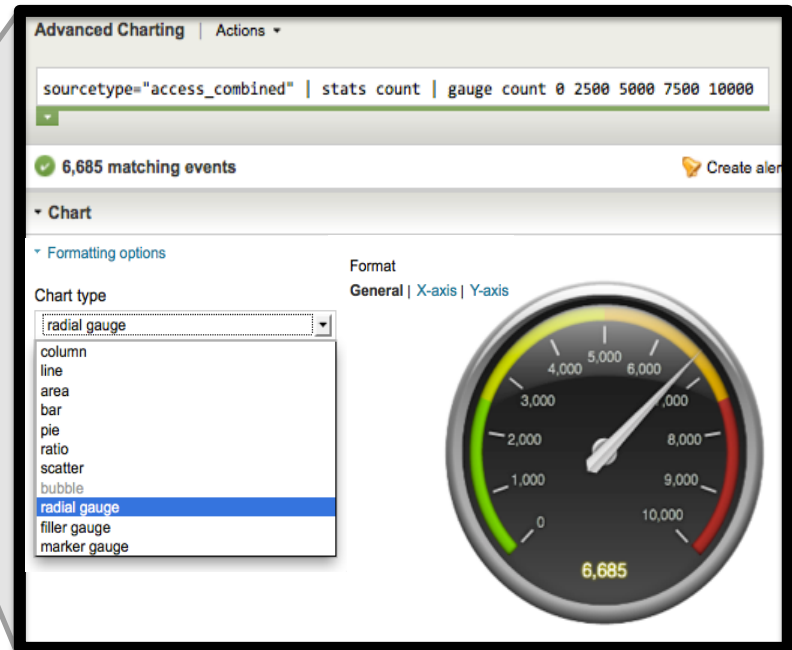 Advanced Charting | Actions
sourcetype="access_combined" | stats count | gauge count 0 2500 5000 7500 10000
6,685 matching events
Create aler
Chart
Formatting options
Format
General | X-axis | Y-axis
Chart type
radial gauge
column
line
area
bar
pie
ratio
scatter
bubble
radial gauge
filler gauge
marker gauge
0
1,000
2,000
3,000
4,000
5,000
6,000
,000
8,000
9,000
10,000
6,685